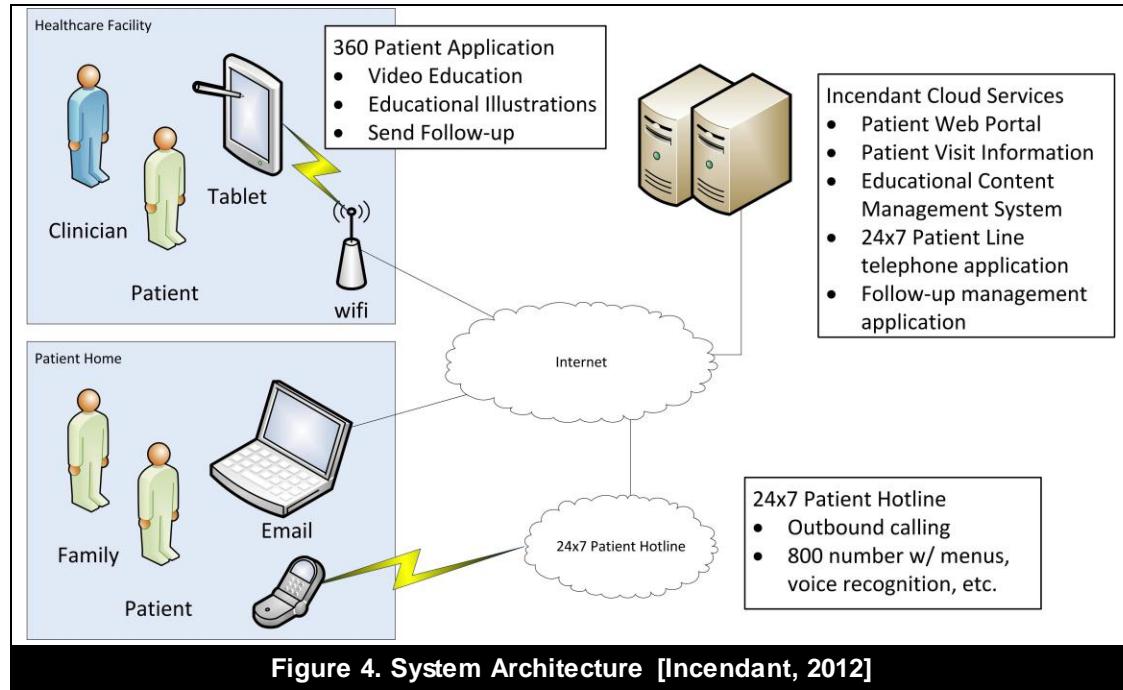 Healthcare Facility
Clinician
Patient
Tablet
wifi
360 Patient Application
• Video Education
• Educational Illustrations
• Send Follow-up
Incendant Cloud Services
• Patient Web Portal
• Patient Visit Information
• Educational Content
Management System
• 24x7 Patient Line
telephone application
• Follow-up management
application
Internet
Patient Home
Family
Patient
Email
24x7 Patient Hotline
24x7 Patient Hotline
• Outbound calling
• 800 number w/ menus,
voice recognition, etc.
Figure 4. System Architecture [Incendant, 2012]